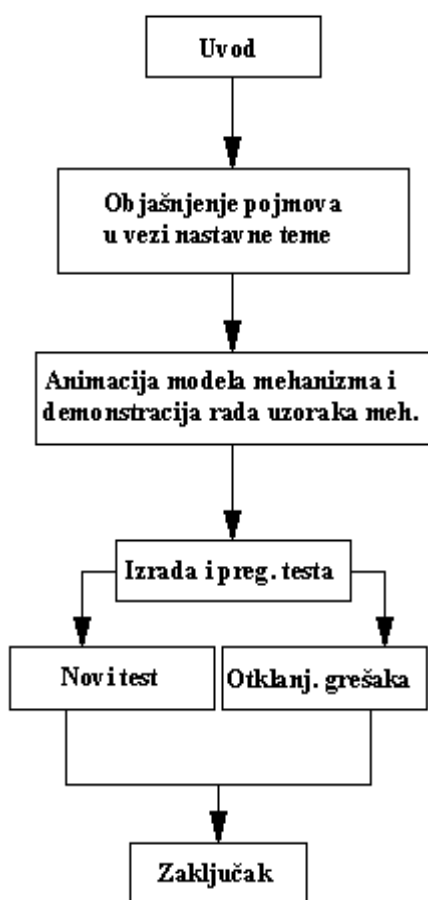 Uvod
Objašnjenje pojmova
u vezi nastavne teme
Animacija modela mehanizma i
demonstracija rada uzoraka meh.
Izrada i preg. testa
Novi test
Otklanj. grešaka
Zaključak